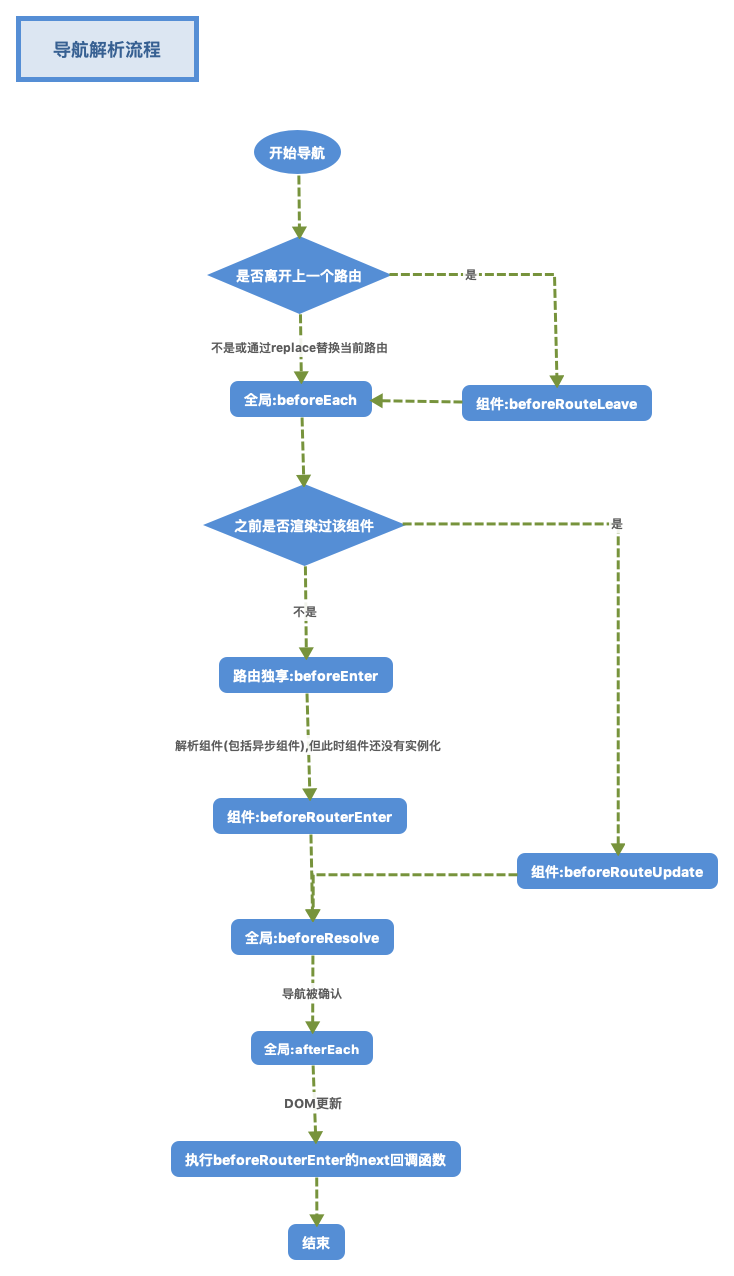 导航解析流程
开始导航
是否离开上一个路由
是
不是或通过replace替换当前路由
全局:beforeEach
组件:beforeRouteLeave
之前是否渲染过该组件
是
不是
路由独享:beforeEnter
解析组件(包括异步组件),但此时组件还没有实例化
组件:beforeRouterEnter
组件:beforeRouteUpdate
全局:beforeResolve
导航被确认
全局:afterEach
DOM更新
执行beforeRouterEnter的next回调函数
结束